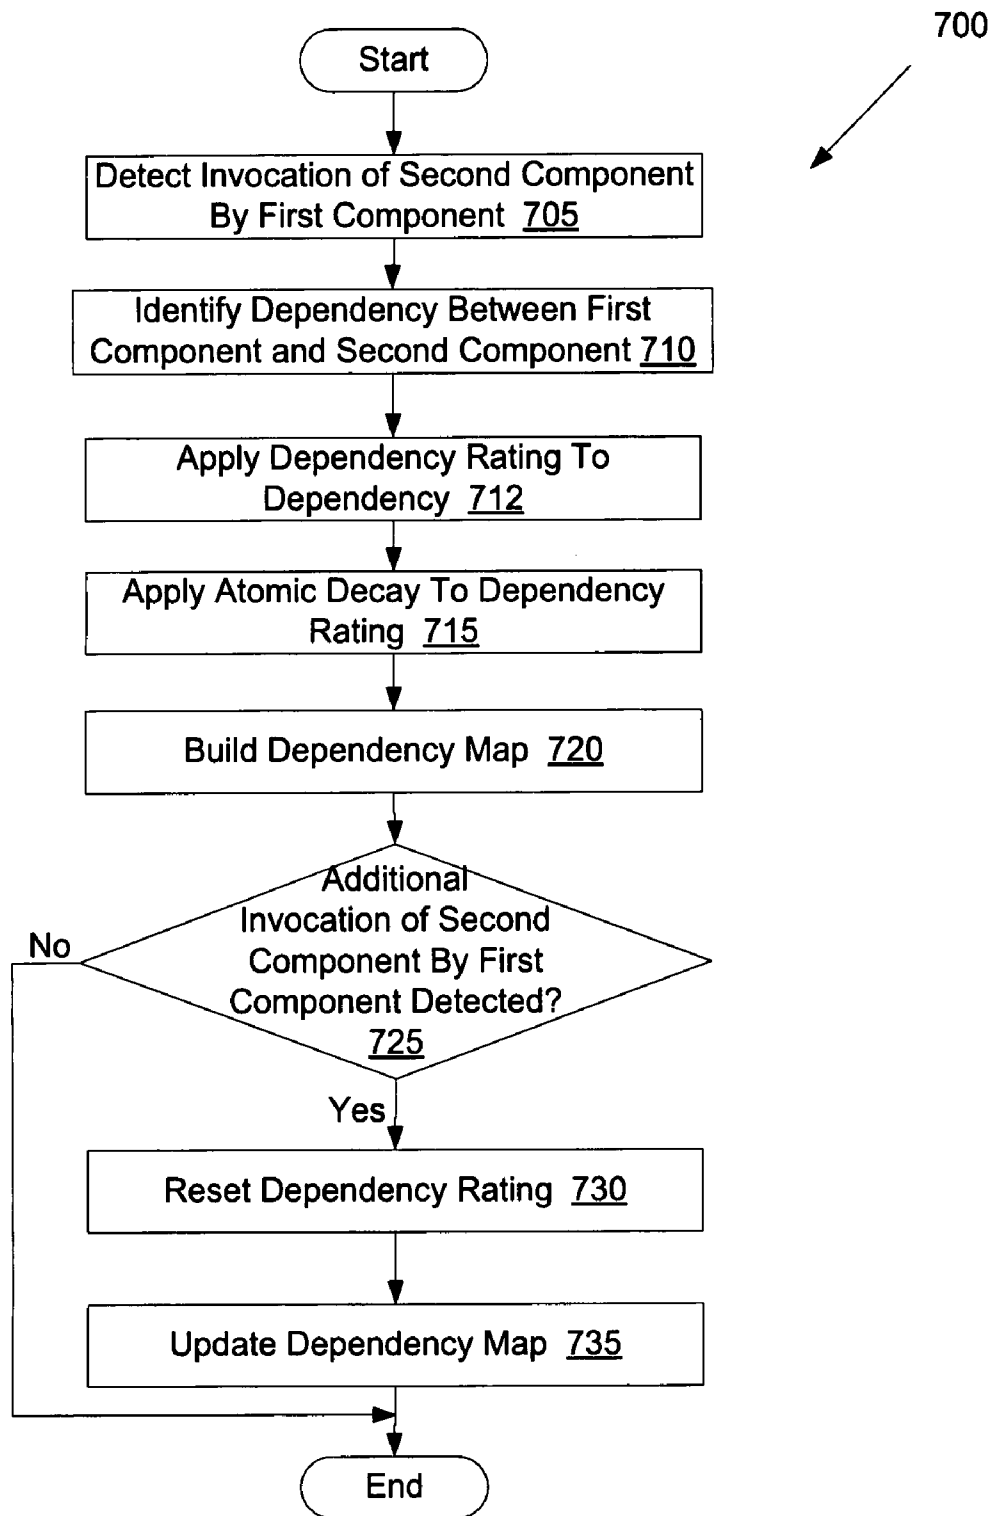 700
Start
Detect Invocation of Second Component
By First Component 705
Identify Dependency Between First
Component and Second Component 710
Apply Dependency Rating To
Dependency 712
Apply Atomic Decay To Dependency
Rating 715
Build Dependency Map 720
Additional
Invocation of Second
Component By First
Component Detected?
725
No
Yes
Reset Dependency Rating 730
Update Dependency Map 735
End